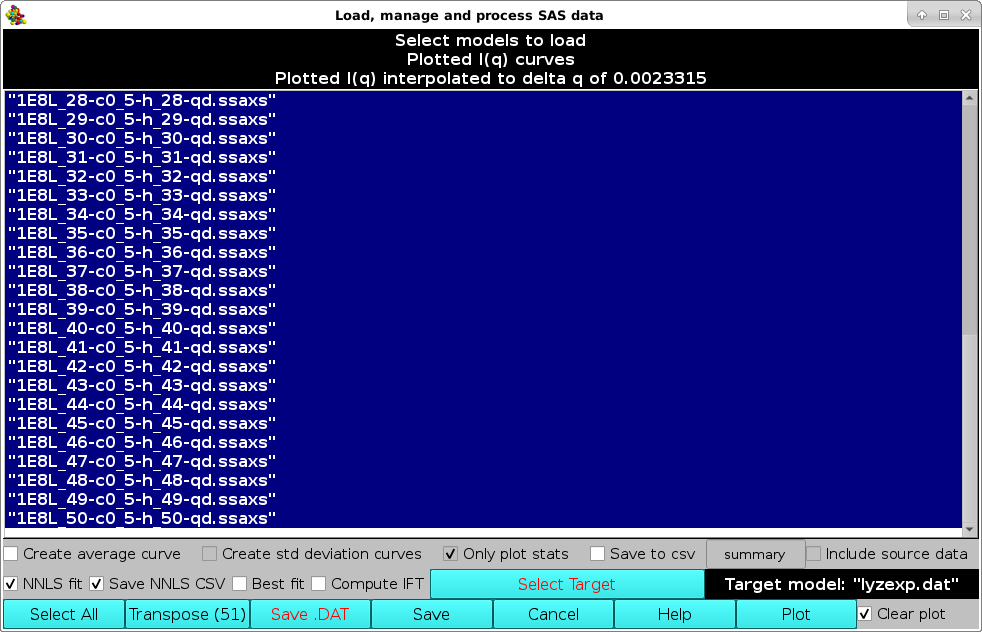 Load, manage and process SAS data
Select models to load
Plotted I(q) curves
Plotted I(q) interpolated to delta q of 0.0023315
"1E8L_28-c0_5-h_28-qd.ssaxs"
"1E8L_29-c0_5-h_29-qd.ssaxs"
"1E8L_30-c0_5-h_30-qd.ssaxs"
"1E8L_31-c0_5-h_31-qd.ssaxs"
"1E8L_32-c0_5-h_32-qd.ssaxs"
"1E8L_33-c0_5-h_33-qd.ssaxs"
"1E8L_34-c0_5-h_34-qd.ssaxs"
"1E8L_35-c0_5-h_35-qd.ssaxs"
"1E8L_36-c0_5-h_36-qd.ssaxs"
"1E8L_37-c0_5-h_37-qd.ssaxs"
"1E8L_38-c0_5-h_38-qd.ssaxs"
"1E8L_39-c0_5-h_39-qd.ssaxs"
"1E8L_40-c0_5-h_40-qd.ssaxs"
"1E8L_41-c0_5-h_41-qd.ssaxs"
"1E8L_42-c0_5-h_42-qd.ssaxs"
"1E8L_43-c0_5-h_43-qd.ssaxs"
"1E8L_44-c0_5-h_44-qd.ssaxs"
"1E8L_45-c0_5-h_45-qd.ssaxs"
"1E8L_46-c0_5-h_46-qd.ssaxs"
"1E8L_47-c0_5-h_47-qd.ssaxs"
"1E8L_48-c0_5-h_48-qd.ssaxs"
"1E8L_49-c0_5-h_49-qd.ssaxs"
"1E8L_50-c0_5-h_50-qd.ssaxs"
Create average curve Create std deviation curves Only plot stats Save to csv summary Include source data
NNLS fit Save NNLS CSV Best fit Compute IFT Select Target Target model: "lyzexp.dat"
Select All Transpose (51) Save .DAT Save Cancel Help Plot Clear plot